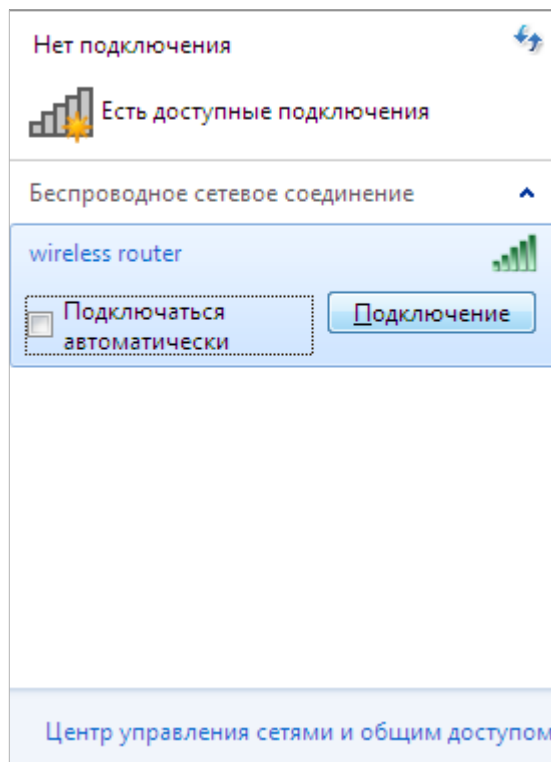 Нет подключения
Есть доступные подключения
Беспроводное сетевое соединение
wireless router
Подключаться
автоматически
Подключение
Центр управления сетями и общим доступом